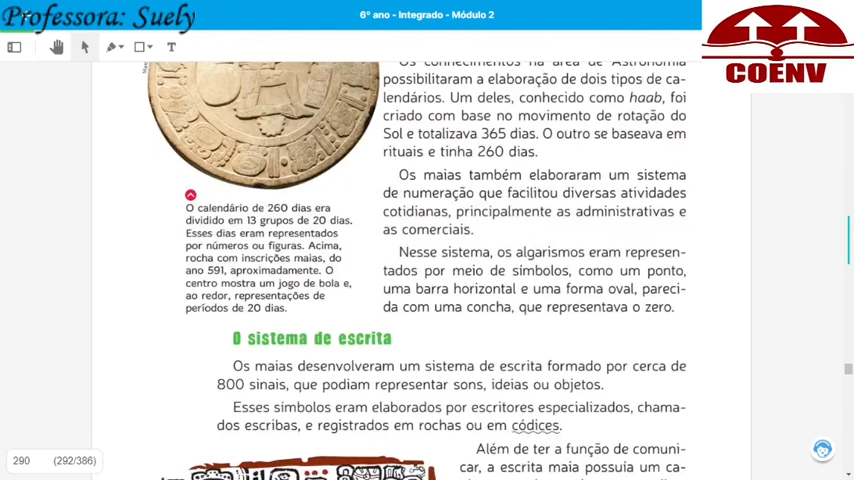 Professora: Suely
6º ano - Integrado - Módulo 2
COENV
T
Os conhecimentos na área de Astronomia
possibilitaram a elaboração de dois tipos de ca-
lendários. Um deles, conhecido como haab, foi
criado com base no movimento de rotação do
Sol e totalizava 365 dias. O outro se baseava em
rituais e tinha 260 dias.
Os maias também elaboraram um sistema
de numeração que facilitou diversas atividades
cotidianas, principalmente as administrativas e
as comerciais.
Nesse sistema, os algarismos eram represen-
tados por meio de símbolos, como um ponto,
uma barra horizontal e uma forma oval, pareci-
da com uma concha, que representava o zero.
O calendário de 260 dias era
dividido em 13 grupos de 20 dias.
Esses dias eram representados
por números ou figuras. Acima,
rocha com inscrições maias, do
ano 591, aproximadamente. O
centro mostra um jogo de bola e,
ao redor, representações de
períodos de 20 dias.
O sistema de escrita
Os maias desenvolveram um sistema de escrita formado por cerca de
800 sinais, que podiam representar sons, ideias ou objetos.
Esses símbolos eram elaborados por escritores especializados, chama-
dos escribas, e registrados em rochas ou em códices.
Além de ter a função de comuni-
car, a escrita maia possuía um ca-
290 (292/386)